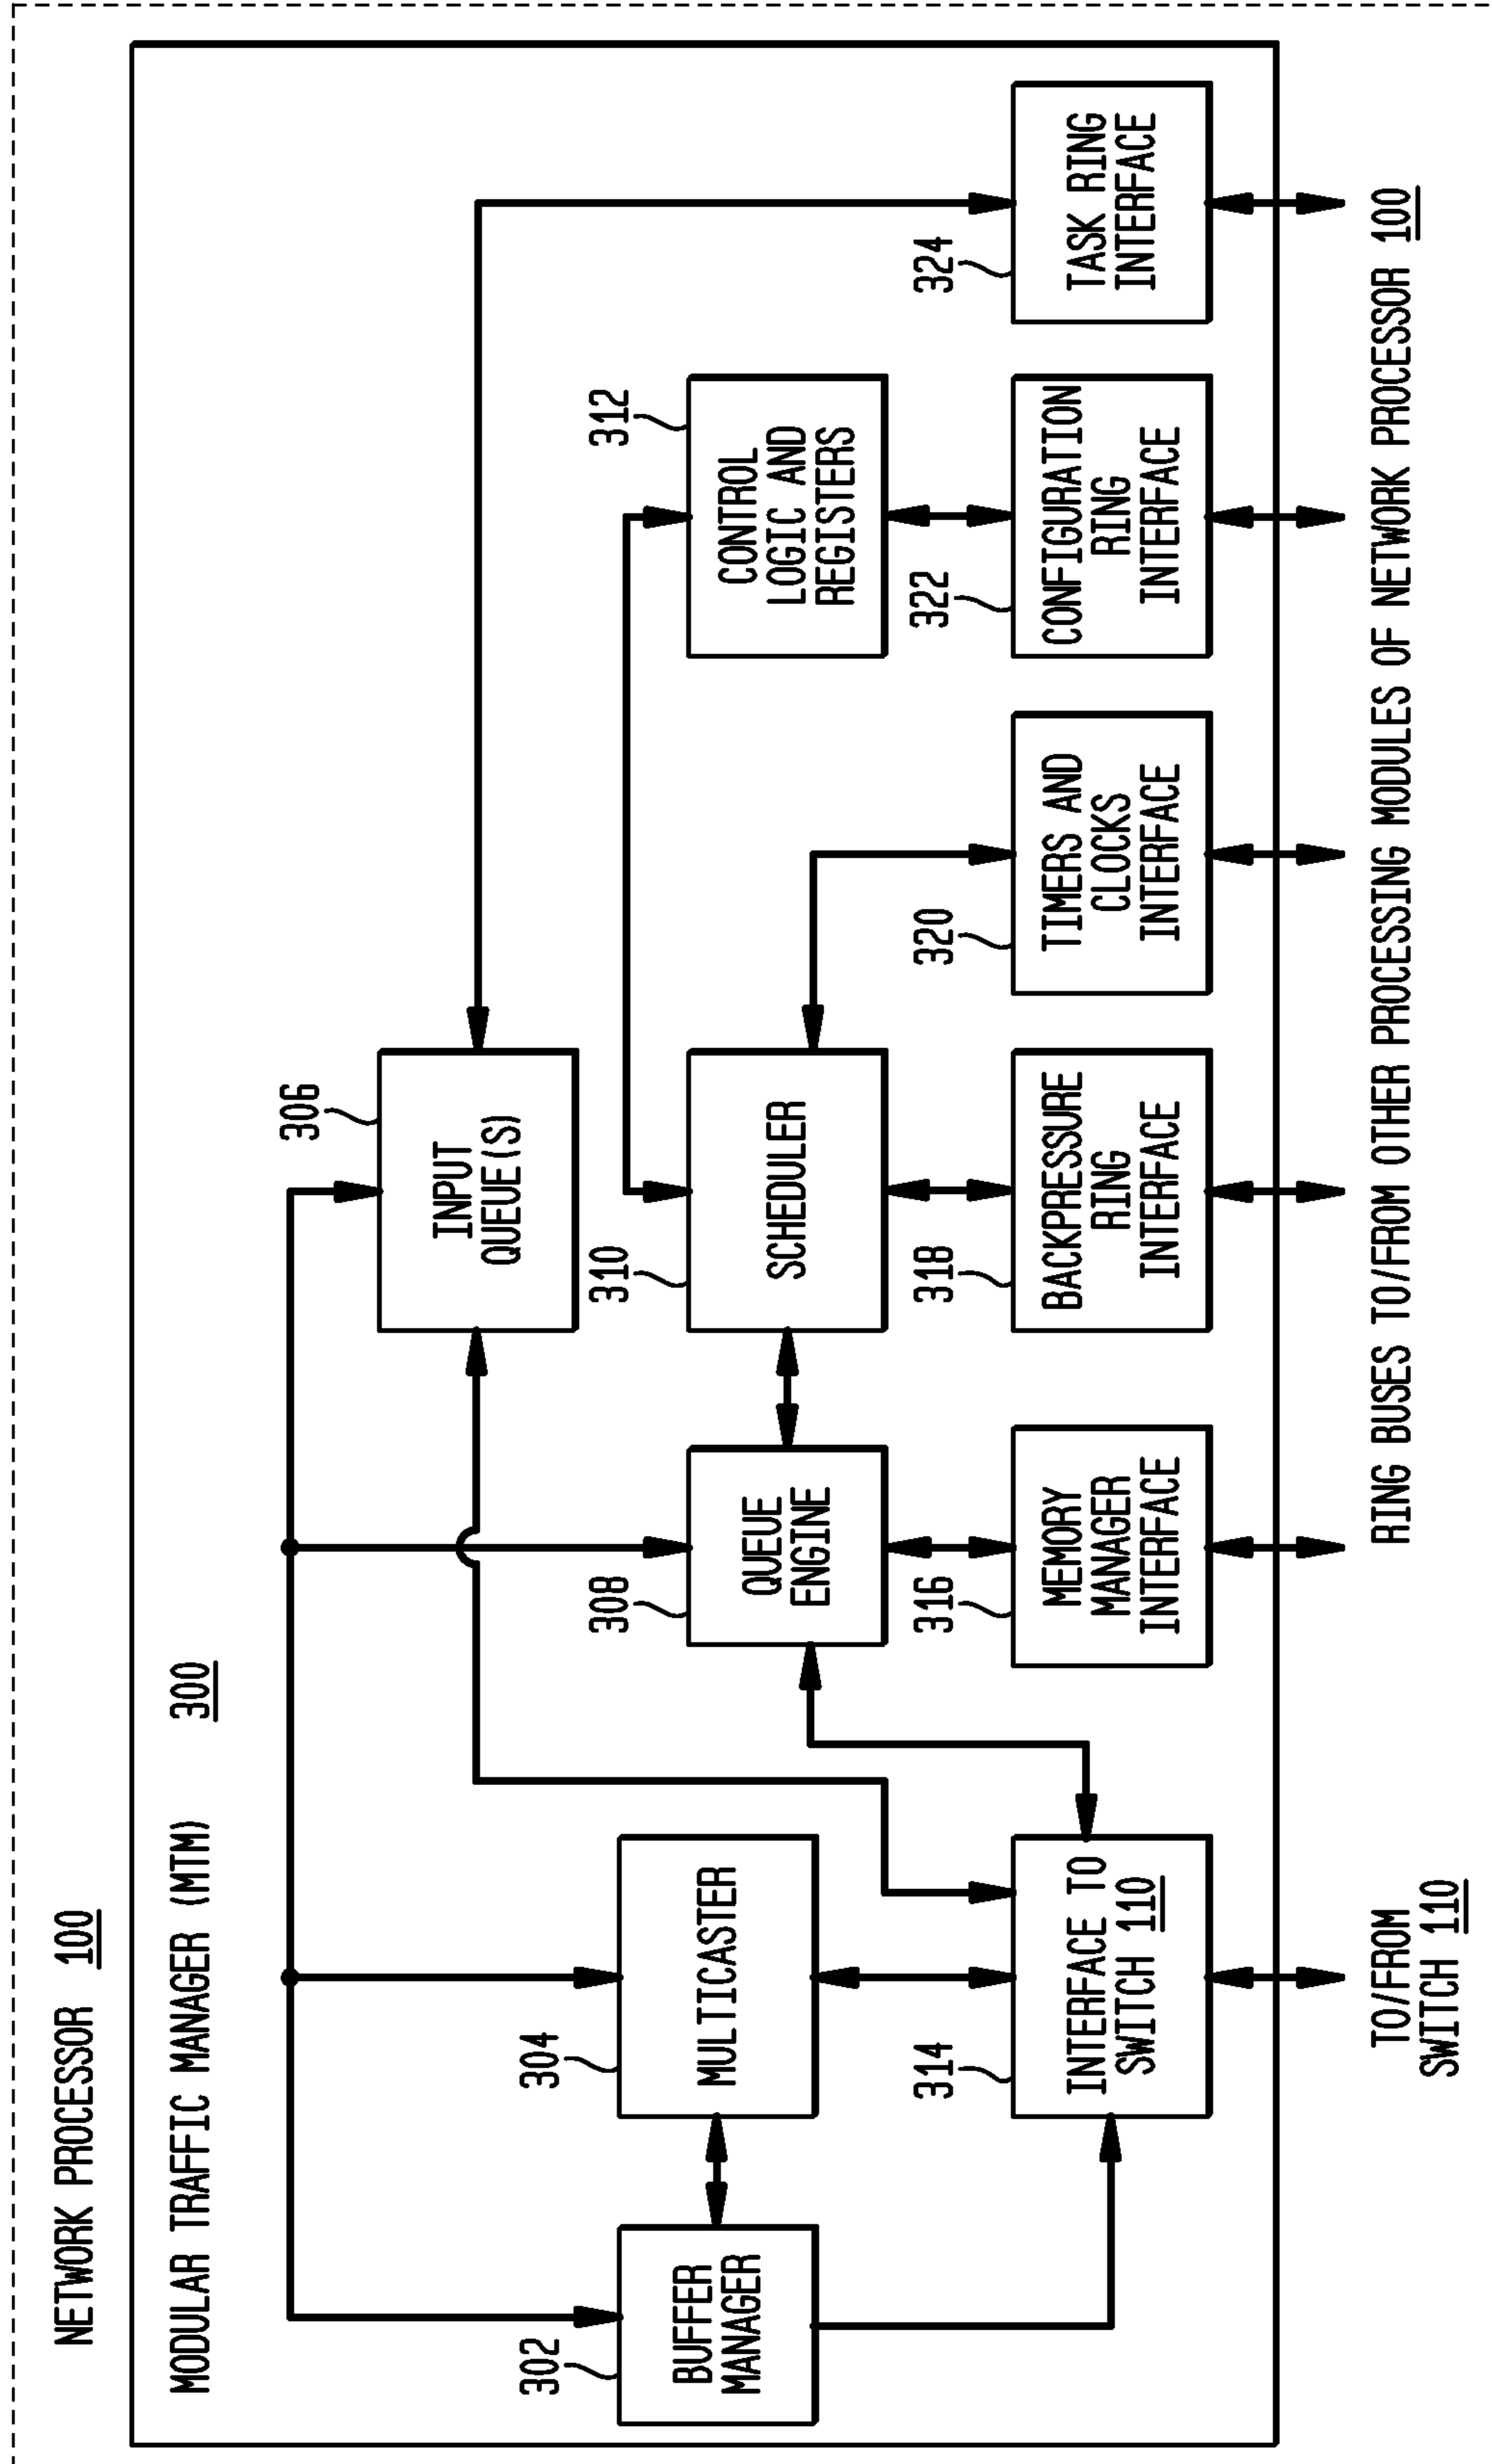 NETWORK PROCESSOR 100
MODULAR TRAFFIC MANAGER (MTM) 300
306
INPUT
QUEUE(S)
302
BUFFER
MANAGER
304
MULTICASTER
308
QUEUE
ENGINE
310
SCHEDULER
312
CONTROL
LOGIC AND
REGISTERS
314
INTERFACE TO
SWITCH 110
316
MEMORY
MANAGER
INTERFACE
318
BACKPRESSURE
RING
INTERFACE
320
TIMERS AND
CLOCKS
INTERFACE
322
CONFIGURATION
RING
INTERFACE
324
TASK RING
INTERFACE
TO/FROM
SWITCH 110
RING BUSES TO/FROM OTHER PROCESSING MODULES OF NETWORK PROCESSOR 100